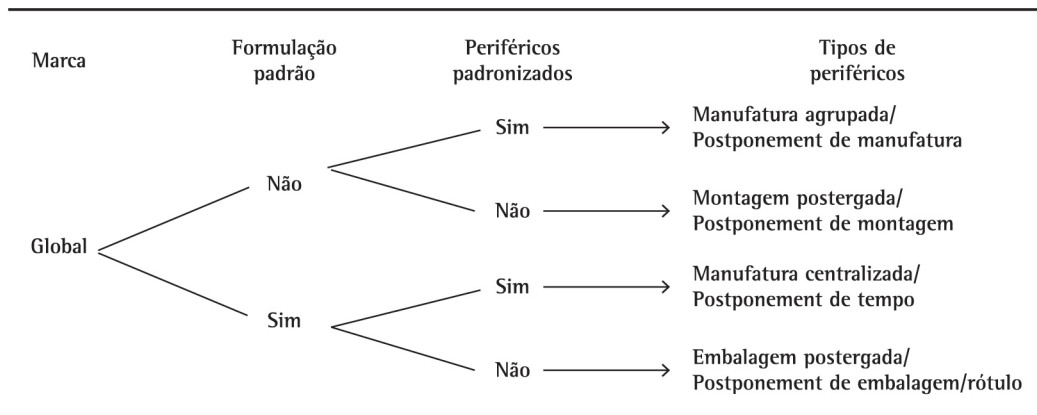 Marca
Formulação
padrão
Periféricos
padronizados
Tipos de
periféricos
Global
Não
Sim
Manufatura agrupada/
Postponement de manufatura
Não
Montagem postergada/
Postponement de montagem
Sim
Sim
Manufatura centralizada/
Postponement de tempo
Não
Embalagem postergada/
Postponement de embalagem/rótulo